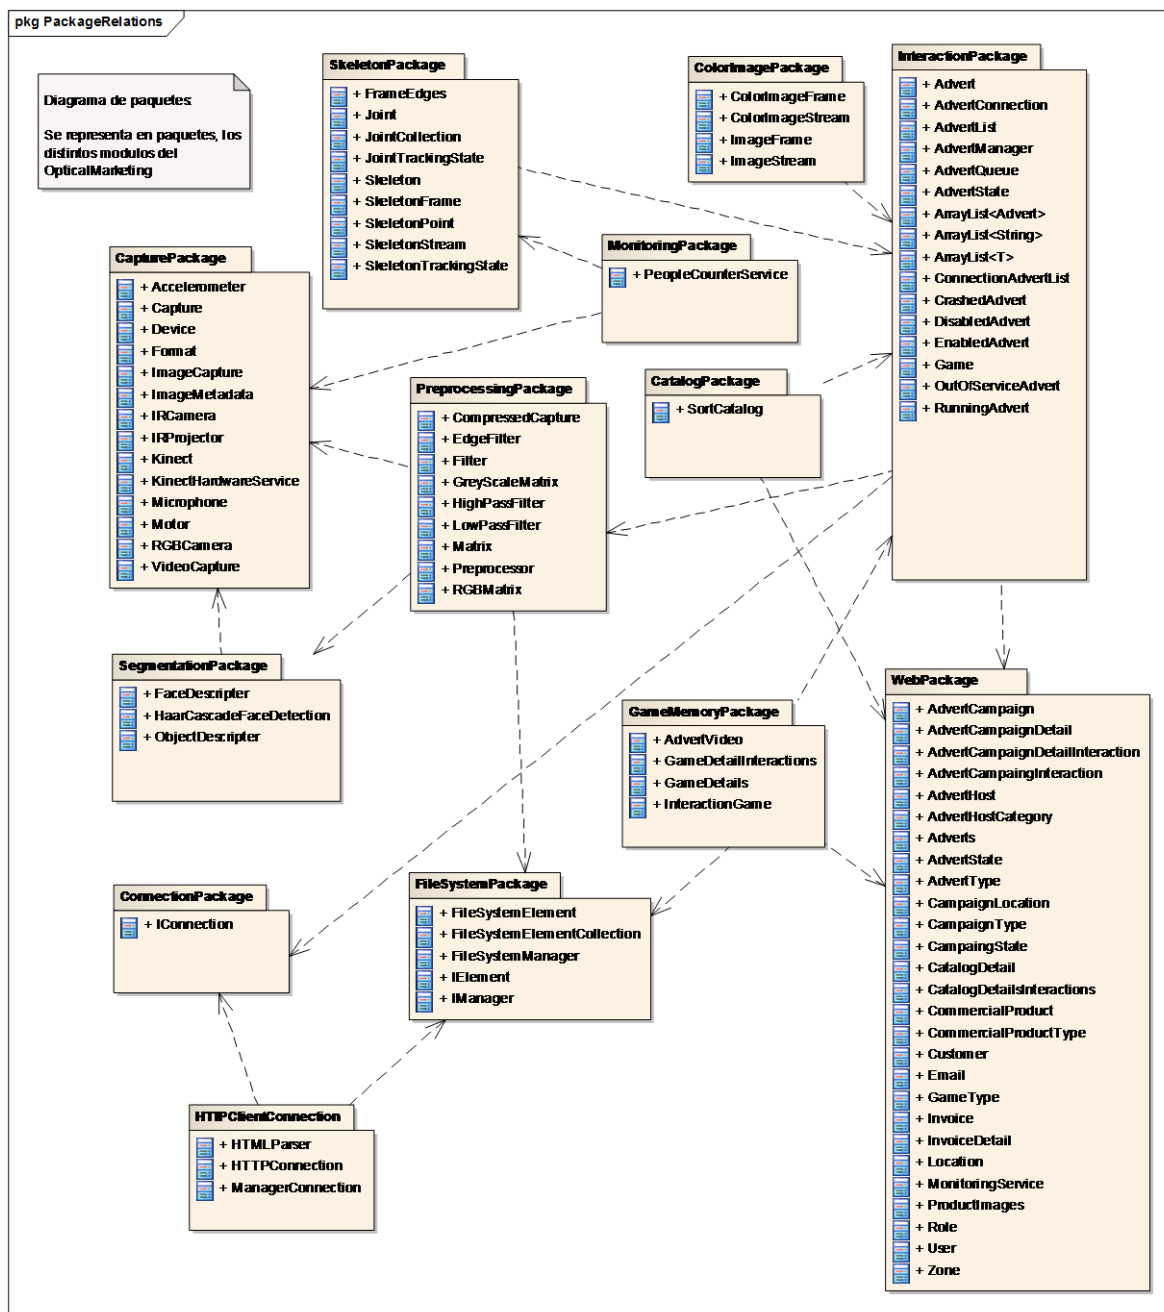 pkg PackageRelations
Diagrama de paquetes:
Se representa en paquetes, los
distintos modulos del
OpticalMarketing
SkeletonPackage
+ FrameEdges
+ Joint
+ JointCollection
+ JointTrackingState
+ Skeleton
+ SkeletonFrame
+ SkeletonPoint
+ SkeletonStream
+ SkeletonTrackingState
ColorImagePackage
+ ColorImageFrame
+ ColorImageStream
+ ImageFrame
+ ImageStream
InteractionPackage
+ Advert
+ AdvertConnection
+ AdvertList
+ AdvertManager
+ AdvertQueue
+ AdvertState
+ ArrayList<Advert>
+ ArrayList<String>
+ ArrayList<T>
+ ConnectionAdvertList
+ CrashedAdvert
+ DisabledAdvert
+ EnabledAdvert
+ Game
+ OutOfServiceAdvert
+ RunningAdvert
MonitoringPackage
+ PeopleCounterService
CapturePackage
+ Accelerometer
+ Capture
+ Device
+ Format
+ ImageCapture
+ ImageMetadata
+ IRCamera
+ IRProjector
+ Kinect
+ KinectHardwareService
+ Microphone
+ Motor
+ RGBCamera
+ VideoCapture
PreprocessingPackage
+ CompressedCapture
+ EdgeFilter
+ Filter
+ GreyScaleMatrix
+ HighPassFilter
+ LowPassFilter
+ Matrix
+ Preprocessor
+ RGBMatrix
CatalogPackage
+ SortCatalog
SegmentationPackage
+ FaceDescripter
+ HaarCascadeFaceDetection
+ ObjectDescripter
GameMemoryPackage
+ AdvertVideo
+ GameDetailInteractions
+ GameDetails
+ InteractionGame
WebPackage
+ AdvertCampaign
+ AdvertCampaignDetail
+ AdvertCampaignDetailInteraction
+ AdvertCampaingInteraction
+ AdvertHost
+ AdvertHostCategory
+ Adverts
+ AdvertState
+ AdvertType
+ CampaignLocation
+ CampaignType
+ CampaingState
+ CatalogDetail
+ CatalogDetailsInteractions
+ CommercialProduct
+ CommercialProductType
+ Customer
+ Email
+ GameType
+ Invoice
+ InvoiceDetail
+ Location
+ MonitoringService
+ ProductImages
+ Role
+ User
+ Zone
ConnectionPackage
+ IConnection
FileSystemPackage
+ FileSystemElement
+ FileSystemElementCollection
+ FileSystemManager
+ IElement
+ IManager
HTTPClientConnection
+ HTMLParser
+ HTTPConnection
+ ManagerConnection